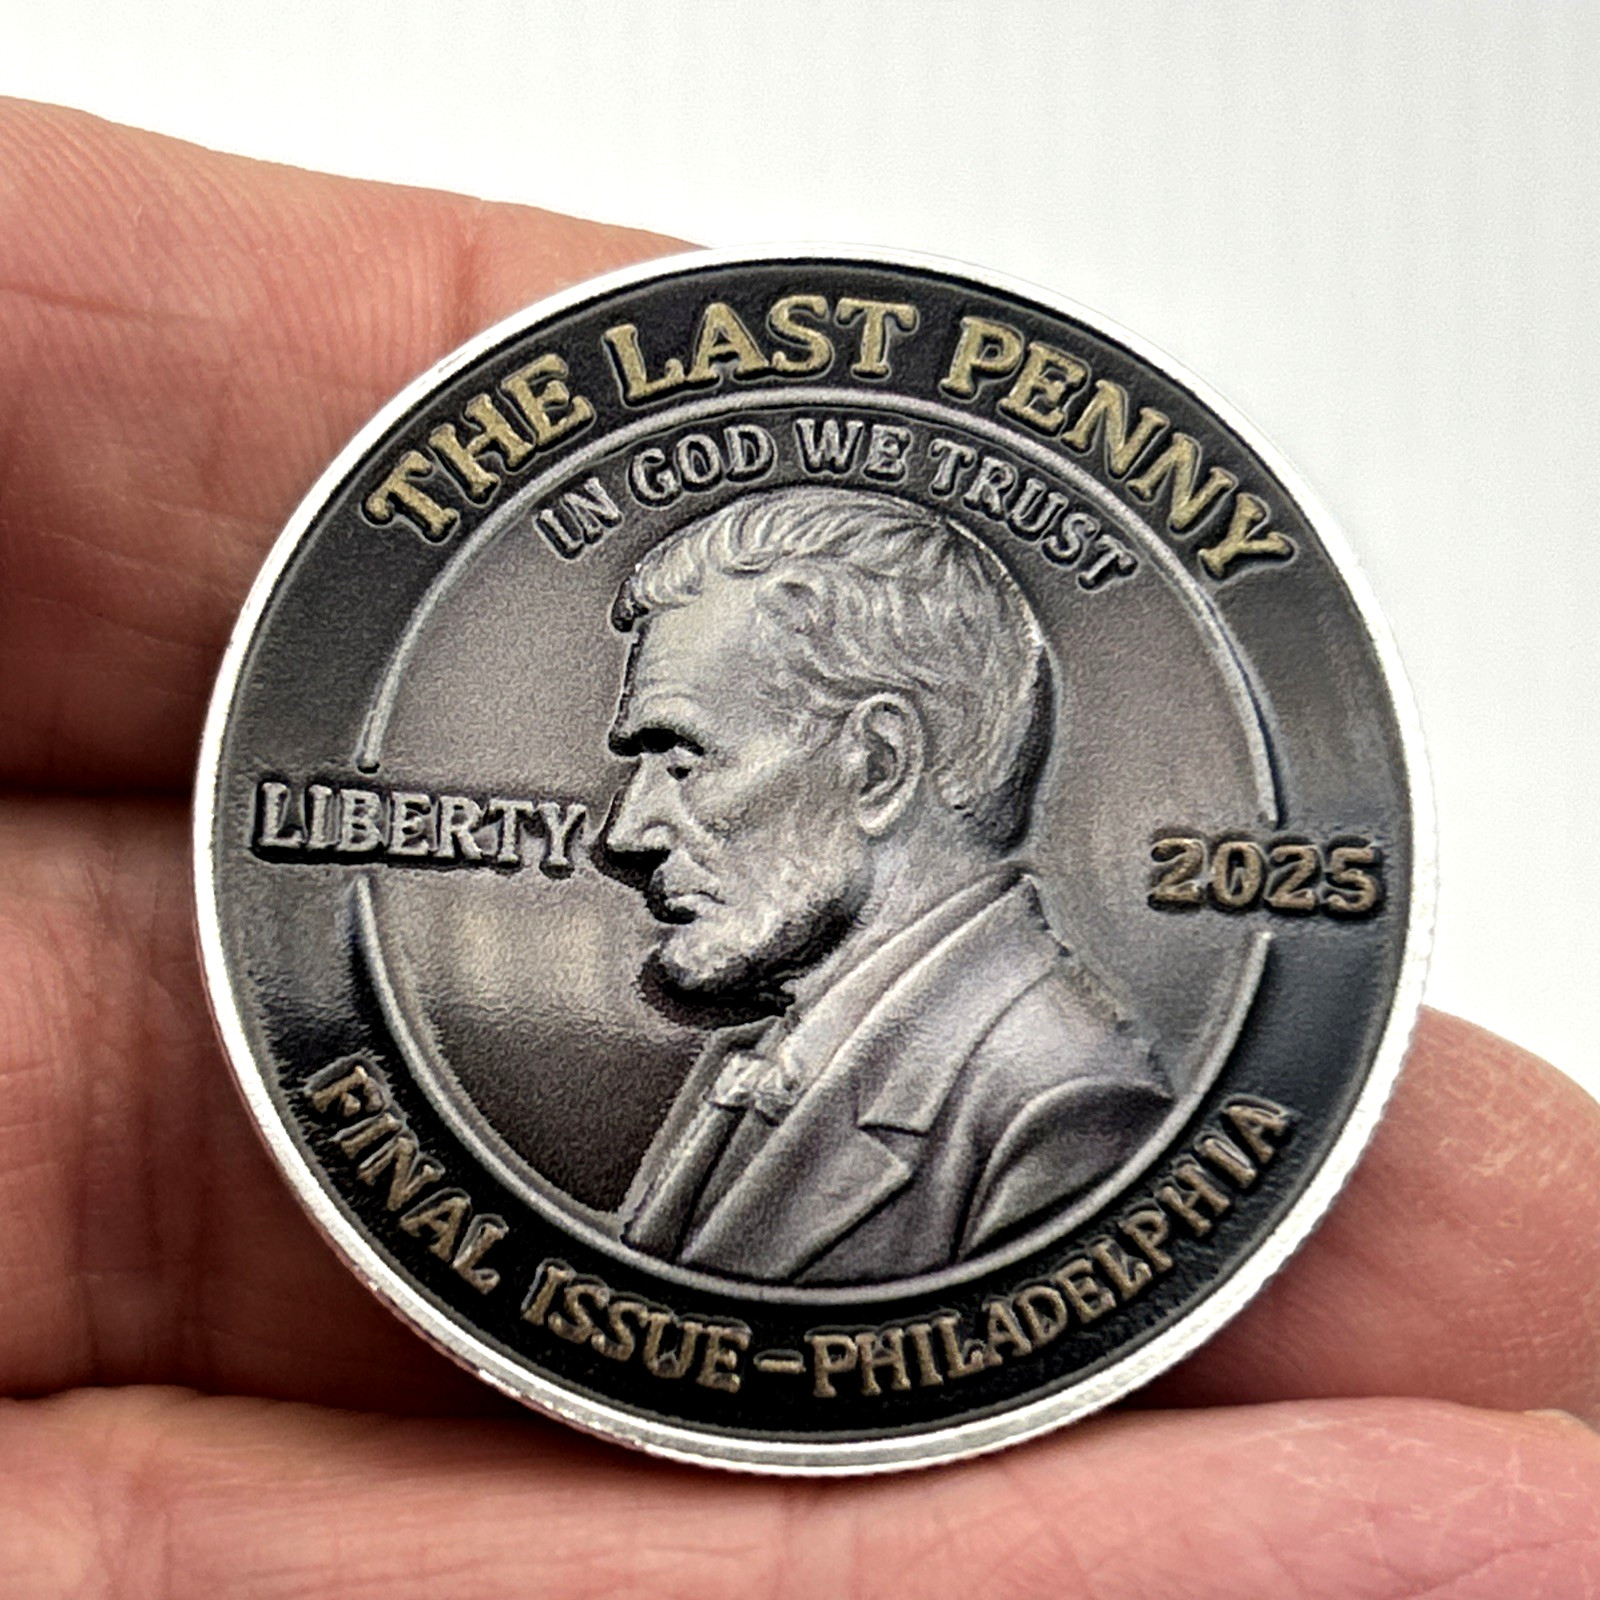 THE LAST PENNY
IN GOD WE TRUST
LIBERTY
2025
FINAL ISSUE-PHILADELPHIA